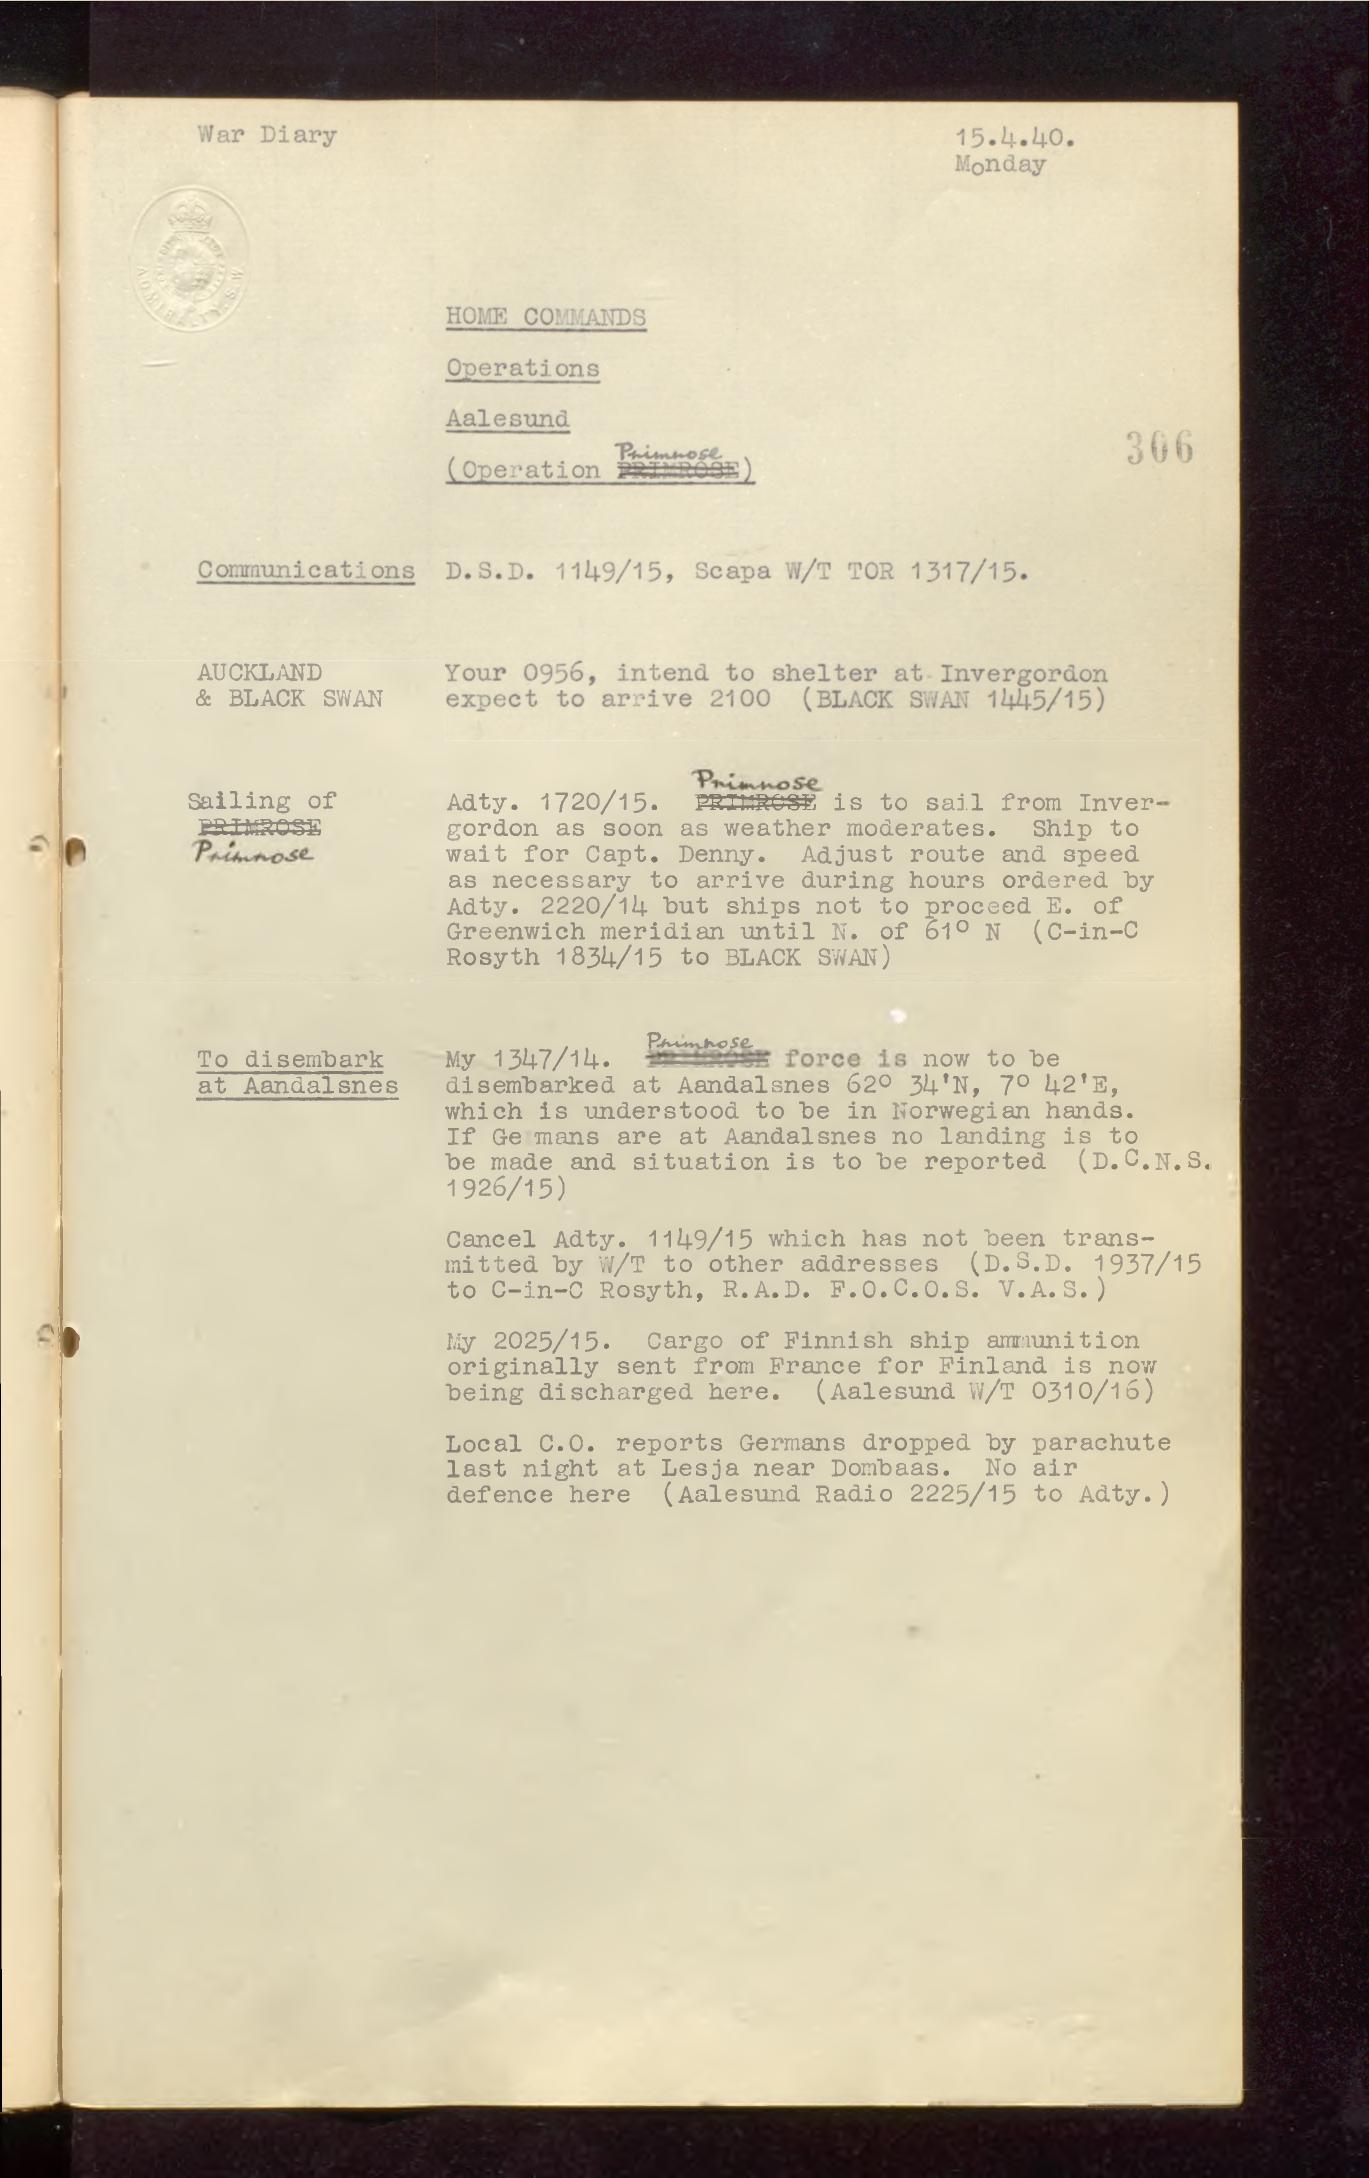 War Diary
15.4.40.
Monday
ADMIRALTY. S.W
HOME COMMANDS
Operations
Aalesund
306
Primrose
(Operation PRIMROSE)
Communications D.S.D. 1149/15, Scapa W/T TOR 1317/15.
AUCKLAND Your 0956, intend to shelter at Invergordon
& BLACK SWAN expect to arrive 2100 (BLACK SWAN 1445/15)
Primrose
Sailing of Adty. 1720/15. PRIMROSE is to sail from Inver-
PRIMROSE gordon as soon as weather moderates. Ship to
Primrose wait for Capt. Denny. Adjust route and speed
as necessary to arrive during hours ordered by
Adty. 2220/14 but ships not to proceed E. of
Greenwich meridian until N. of 61º N (C-in-C
Rosyth 1834/15 to BLACK SWAN)
Primrose
To disembark My 1347/14. PRIMROSE force is now to be
at Aandalsnes disembarked at Aandalsnes 62º 34'N, 7º 42'E,
which is understood to be in Norwegian hands.
If Ge mans are at Aandalsnes no landing is to
be made and situation is to be reported (D.C.N.S.
1926/15)
Cancel Adty. 1149/15 which has not been trans-
mitted by W/T to other addresses (D.S.D. 1937/15
to C-in-C Rosyth, R.A.D. F.O.C.O.S. V.A.S.)
My 2025/15. Cargo of Finnish ship ammunition
originally sent from France for Finland is now
being discharged here. (Aalesund W/T 0310/16)
Local C.O. reports Germans dropped by parachute
last night at Lesja near Dombaas. No air
defence here (Aalesund Radio 2225/15 to Adty.)